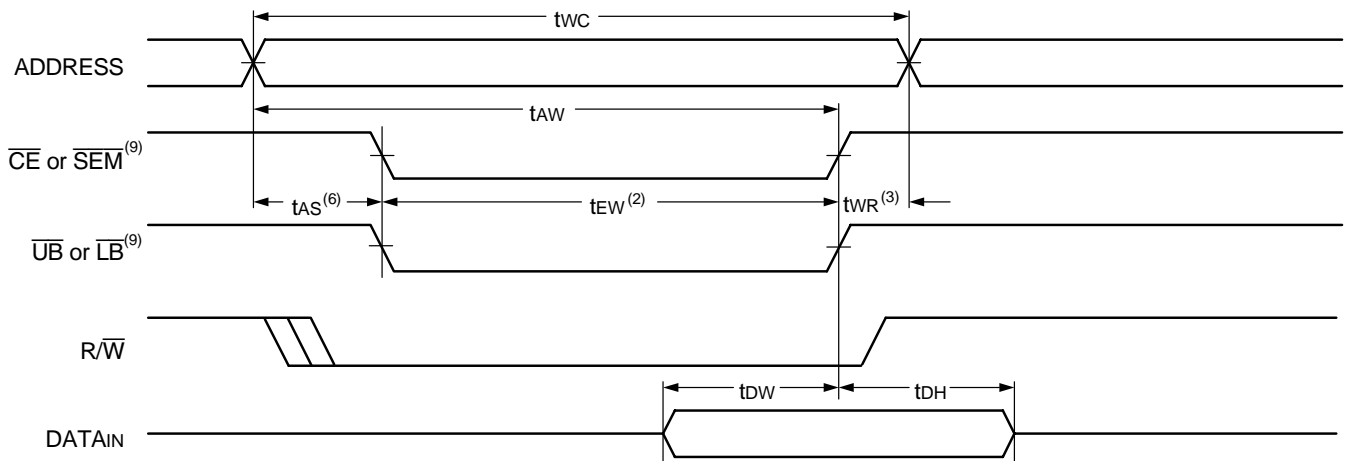 tWC
ADDRESS
tAW
CE or SEM(9)
tAS(6) tEW(2) tWR(3)
UB or LB(9)
R/W
tDW tDH
DATAIN